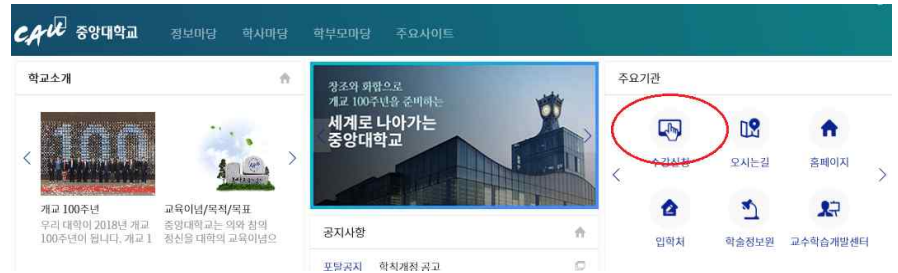 CAU 중앙대학교 정보마당 학사마당 학부모마당 주요사이트
학교소개
100
개교 100주년
우리 대학이 2018년 개교
100주년이 됩니다. 개교 1
교육이념/목적/목표
중앙대학교는 의와 참의
정신을 대학의 교육이념으
창조와 화합으로
개교 100주년을 준비하는
세계로 나아가는
중앙대학교
공지사항
포탈공지 학칙개정 공고
주요기관
수강신청 오시는길 홈페이지
입학처 학술정보원 교수학습개발센터